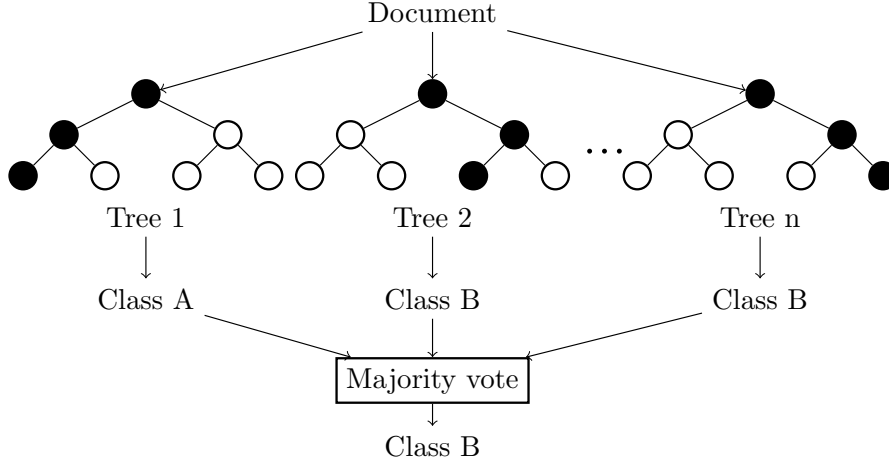 Document
...
Tree 1
Tree 2
Tree n
Class A
Class B
Class B
Majority vote
Class B